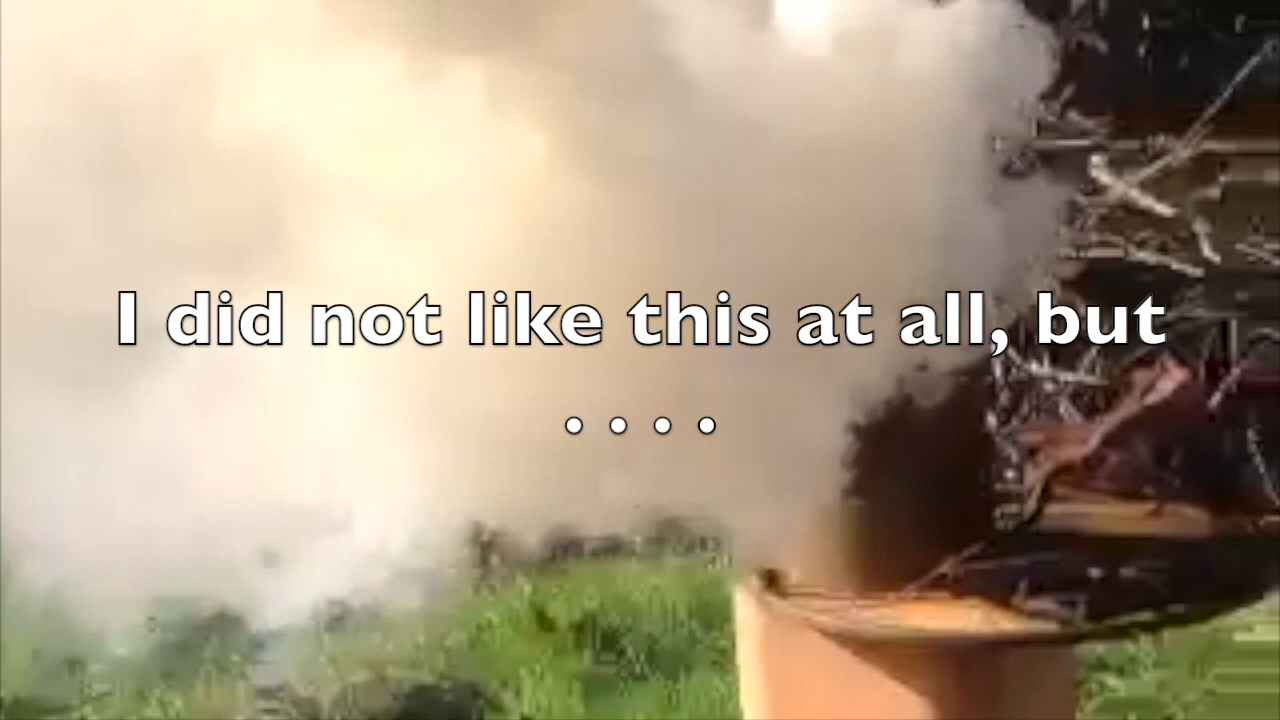 I did not like this at all, but
. . . .